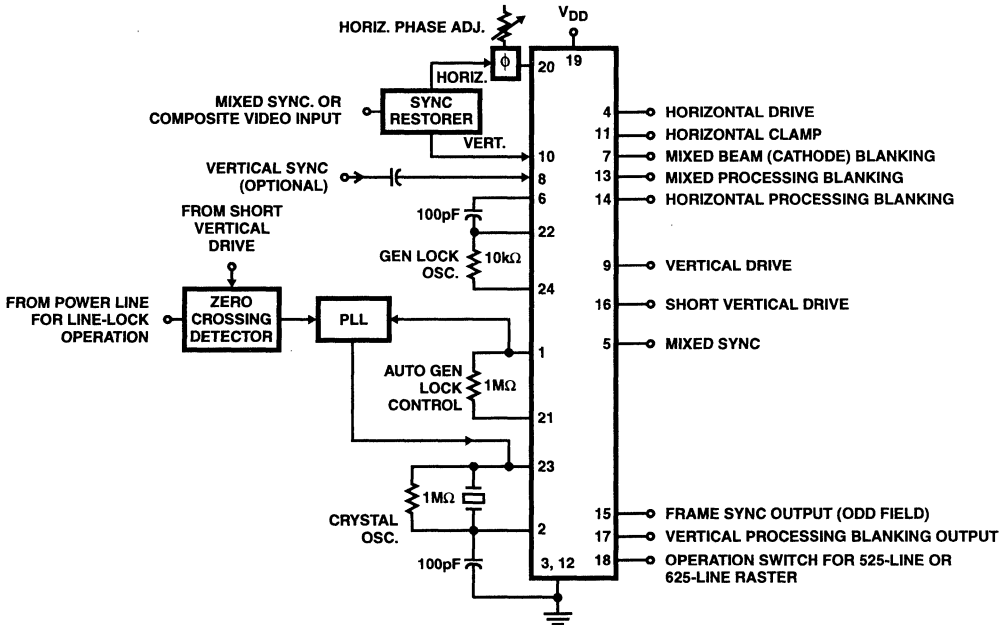 HORIZ. PHASE ADJ.
VDD
ϕ
20
19
HORIZ.
MIXED SYNC. OR
COMPOSITE VIDEO INPUT
SYNC
RESTORER
VERT.
10
VERTICAL SYNC
(OPTIONAL)
8
6
100pF
22
GEN LOCK
OSC.
10kΩ
24
FROM SHORT
VERTICAL
DRIVE
FROM POWER LINE
FOR LINE-LOCK
OPERATION
ZERO
CROSSING
DETECTOR
PLL
1
AUTO GEN
LOCK
CONTROL
1MΩ
21
23
1MΩ
CRYSTAL
OSC.
2
100pF
3, 12
4 HORIZONTAL DRIVE
11 HORIZONTAL CLAMP
7 MIXED BEAM (CATHODE) BLANKING
13 MIXED PROCESSING BLANKING
14 HORIZONTAL PROCESSING BLANKING
9 VERTICAL DRIVE
16 SHORT VERTICAL DRIVE
5 MIXED SYNC
15 FRAME SYNC OUTPUT (ODD FIELD)
17 VERTICAL PROCESSING BLANKING OUTPUT
18 OPERATION SWITCH FOR 525-LINE OR
625-LINE RASTER